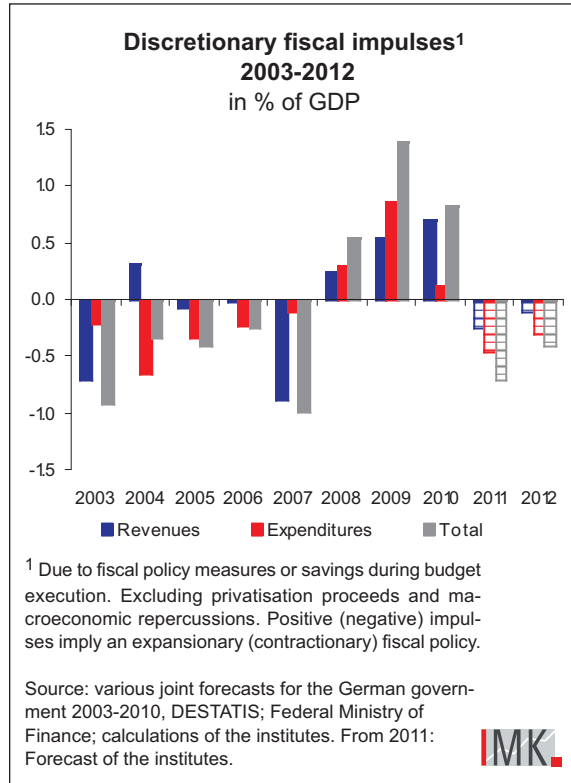 Discretionary fiscal impulses¹
2003-2012
in % of GDP
1.5
1.0
0.5
0.0
-0.5
-1.0
-1.5
2003 2004 2005 2006 2007 2008 2009 2010 2011 2012
Revenues Expenditures Total
¹ Due to fiscal policy measures or savings during budget
execution. Excluding privatisation proceeds and ma-
croeconomic repercussions. Positive (negative) impul-
ses imply an expansionary (contractionary) fiscal policy.
Source: various joint forecasts for the German govern-
ment 2003-2010, DESTATIS; Federal Ministry of
Finance; calculations of the institutes. From 2011:
Forecast of the institutes.
IMK